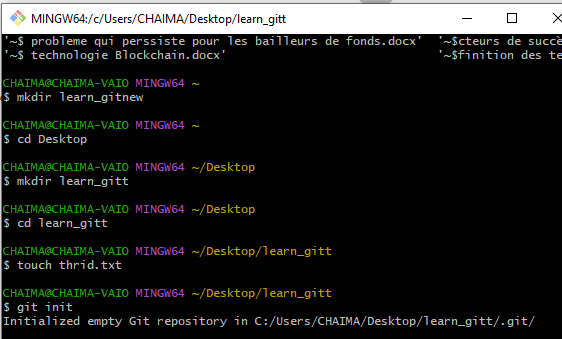 MINGW64:/c/Users/CHAIMA/Desktop/learn_gitt
'~$ probleme qui perssiste pour les bailleurs de fonds.docx' '~$cteurs de succè
'~$ technologie Blockchain.docx' '~$finition des te
CHAIMA@CHAIMA-VAIO MINGW64 ~
$ mkdir learn_gitnew
CHAIMA@CHAIMA-VAIO MINGW64 ~
$ cd Desktop
CHAIMA@CHAIMA-VAIO MINGW64 ~/Desktop
$ mkdir learn_gitt
CHAIMA@CHAIMA-VAIO MINGW64 ~/Desktop
$ cd learn_gitt
CHAIMA@CHAIMA-VAIO MINGW64 ~/Desktop/learn_gitt
$ touch thrid.txt
CHAIMA@CHAIMA-VAIO MINGW64 ~/Desktop/learn_gitt
$ git init
Initialized empty Git repository in C:/Users/CHAIMA/Desktop/learn_gitt/.git/